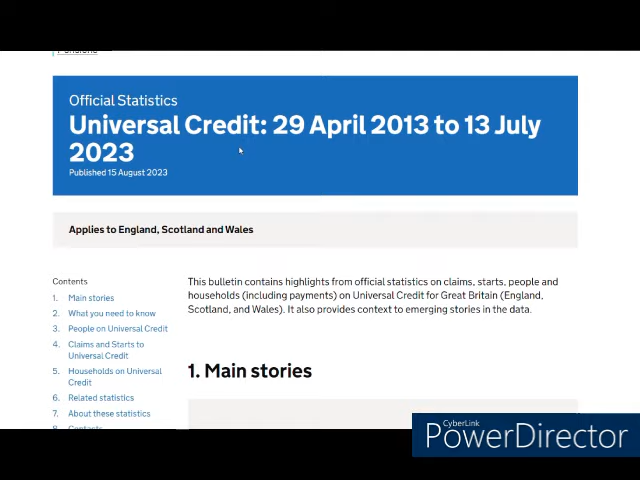 Official Statistics
Universal Credit: 29 April 2013 to 13 July
2023
Published 15 August 2023
Applies to England, Scotland and Wales
Contents
1. Main stories
2. What you need to know
3. People on Universal Credit
4. Claims and Starts to
Universal Credit
5. Households on Universal
Credit
6. Related statistics
7. About these statistics
This bulletin contains highlights from official statistics on claims, starts, people and
households (including payments) on Universal Credit for Great Britain (England,
Scotland, and Wales). It also provides context to emerging stories in the data.
1. Main stories
CyberLink
PowerDirector